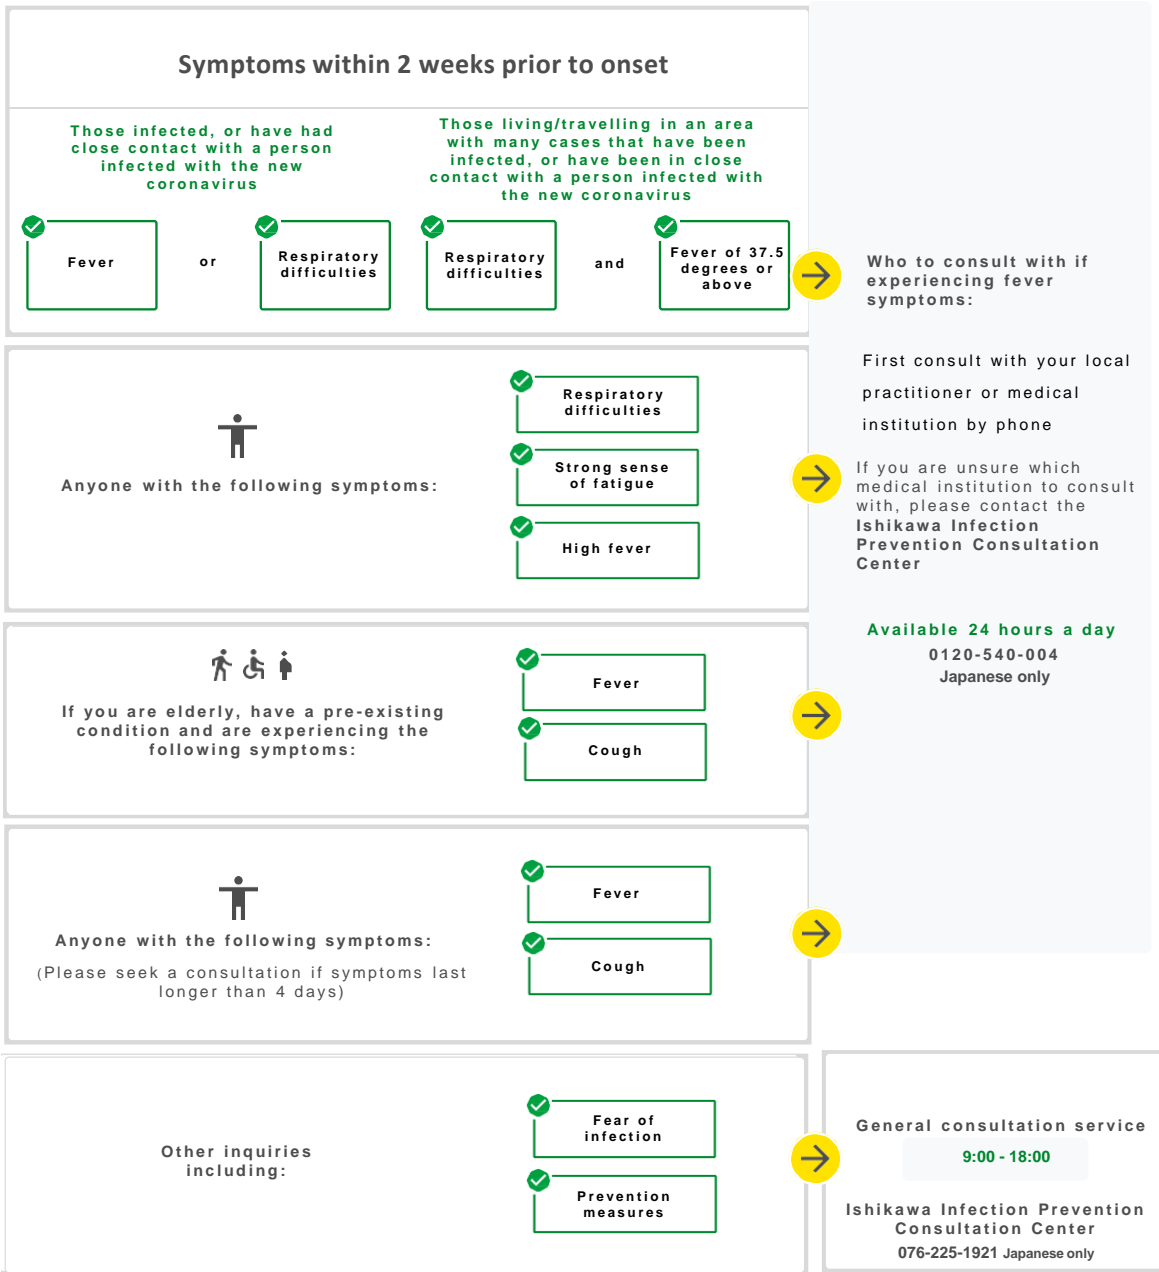 Symptoms within 2 weeks prior to onset
Those infected, or have had
close contact with a person
infected with the new
coronavirus
Those living/travelling in an area
with many cases that have been
infected, or have been in close
contact with a person infected with
the new coronavirus
Fever
or
Respiratory
difficulties
Respiratory
difficulties
and
Fever of 37.5
degrees or
above
Who to consult with if
experiencing fever
symptoms:
First consult with your local
practitioner or medical
institution by phone
If you are unsure which
medical institution to consult
with, please contact the
Ishikawa Infection
Prevention Consultation
Center
Available 24 hours a day
0120-540-004
Japanese only
Anyone with the following symptoms:
Respiratory
difficulties
Strong sense
of fatigue
High fever
If you are elderly, have a pre-existing
condition and are experiencing the
following symptoms:
Fever
Cough
Anyone with the following symptoms:
(Please seek a consultation if symptoms last
longer than 4 days)
Fever
Cough
Other inquiries
including:
Fear of
infection
Prevention
measures
General consultation service
9:00 - 18:00
Ishikawa Infection Prevention
Consultation Center
076-225-1921 Japanese only